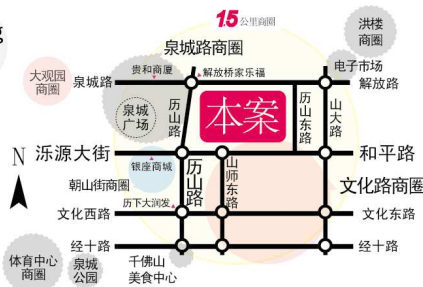 g
15公里商圈
洪楼
商圈
泉城路商圈
大观园
商圈
泉城路
贵和商厦
解放桥家乐福
电子市场
解放路
泉城
广场
历山路
本案
历山东路
山大路
N
泺源大街
和平路
银座商城
历山路
山师东路
朝山街商圈
文化路商圈
历下大润发
文化西路
文化东路
经十路
经十路
体育中心
商圈
泉城
公园
千佛山
美食中心